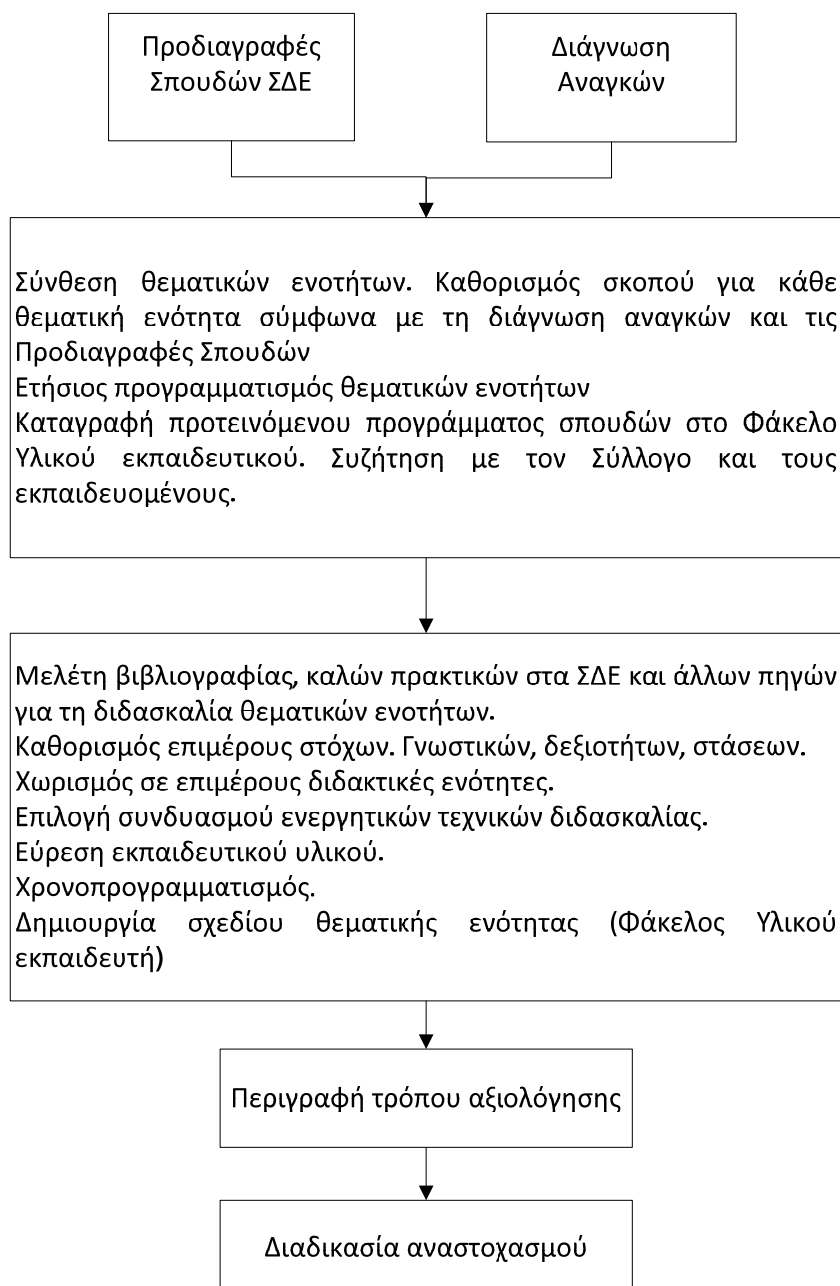 Προδιαγραφές
Σπουδών ΣΔΕ
Διάγνωση
Αναγκών
Σύνθεση θεματικών ενοτήτων. Καθορισμός σκοπού για κάθε
θεματική ενότητα σύμφωνα με τη διάγνωση αναγκών και τις
Προδιαγραφές Σπουδών
Ετήσιος προγραμματισμός θεματικών ενοτήτων
Καταγραφή προτεινόμενου προγράμματος σπουδών στο Φάκελο
Υλικού εκπαιδευτικού. Συζήτηση με τον Σύλλογο και τους
εκπαιδευομένους.
Μελέτη βιβλιογραφίας, καλών πρακτικών στα ΣΔΕ και άλλων πηγών
για τη διδασκαλία θεματικών ενοτήτων.
Καθορισμός επιμέρους στόχων. Γνωστικών, δεξιοτήτων, στάσεων.
Χωρισμός σε επιμέρους διδακτικές ενότητες.
Επιλογή συνδυασμού ενεργητικών τεχνικών διδασκαλίας.
Εύρεση εκπαιδευτικού υλικού.
Χρονοπρογραμματισμός.
Δημιουργία σχεδίου θεματικής ενότητας (Φάκελος Υλικού
εκπαιδευτή)
Περιγραφή τρόπου αξιολόγησης
Διαδικασία αναστοχασμού